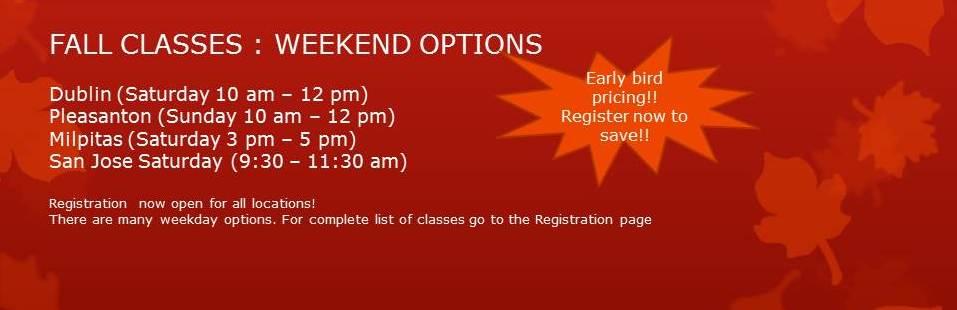 FALL CLASSES : WEEKEND OPTIONS
Dublin (Saturday 10 am – 12 pm)
Pleasanton (Sunday 10 am – 12 pm)
Milpitas (Saturday 3 pm – 5 pm)
San Jose Saturday (9:30 – 11:30 am)
Early bird
pricing!!
Register now to
save!!
Registration now open for all locations!
There are many weekday options. For complete list of classes go to the Registration page